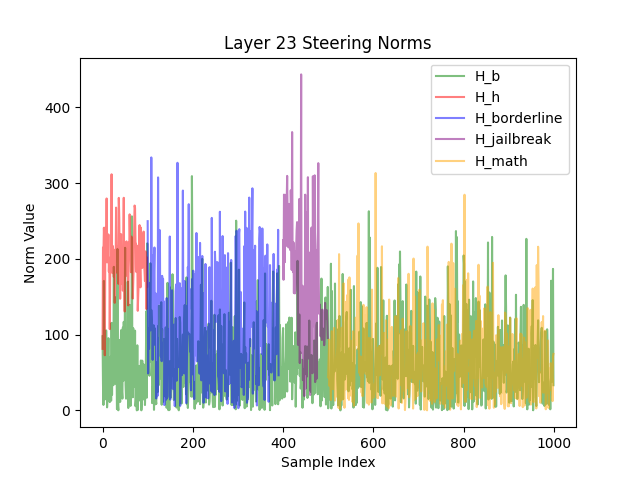 Layer 23 Steering Norms
H_b
H_h
H_borderline
H_jailbreak
H_math
Norm Value
400
300
200
100
0
0
200
400
600
800
1000
Sample Index